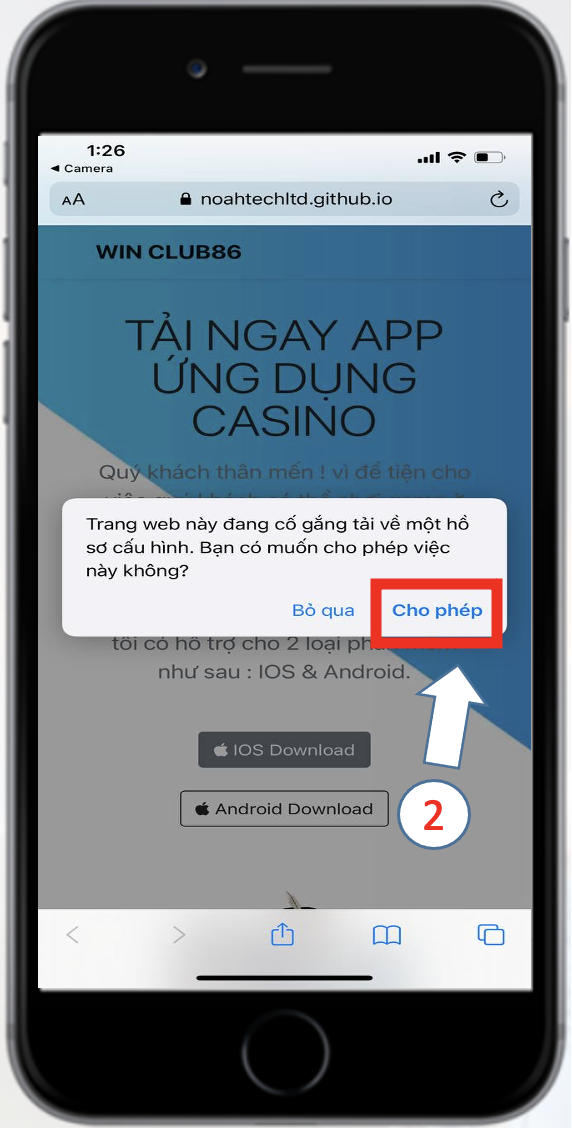 1:26
Camera
AA
noahtechltd.github.io
WIN CLUB86
TẢI NGAY APP
ỨNG DỤNG
CASINO
Quý khách thân mến ! vì để tiện cho
Trang web này đang cố gắng tải về một hồ
sơ cấu hình. Bạn có muốn cho phép việc
này không?
Bỏ qua
Cho phép
tôi có hỗ trợ cho 2 loại
như sau : IOS & Android.
IOS Download
Android Download
2